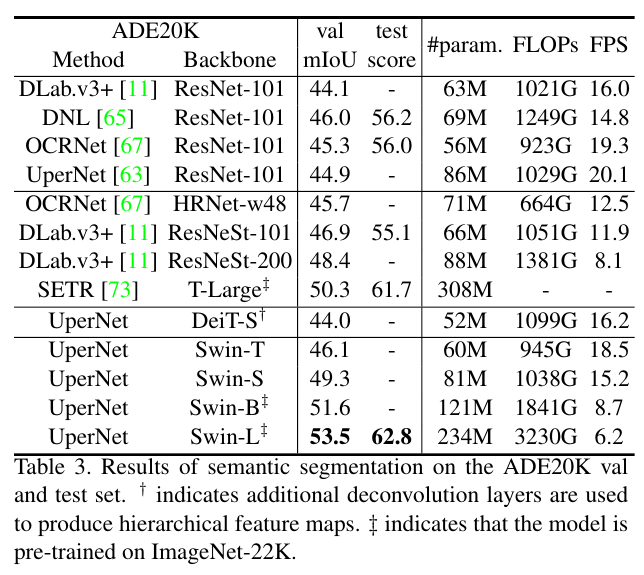 ADE20K val test #param. FLOPs FPS
Method Backbone mIoU score
DLab.v3+ [11] ResNet-101 44.1 - 63M 1021G 16.0
DNL [65] ResNet-101 46.0 56.2 69M 1249G 14.8
OCRNet [67] ResNet-101 45.3 56.0 56M 923G 19.3
UperNet [63] ResNet-101 44.9 - 86M 1029G 20.1
OCRNet [67] HRNet-w48 45.7 - 71M 664G 12.5
DLab.v3+ [11] ResNeSt-101 46.9 55.1 66M 1051G 11.9
DLab.v3+ [11] ResNeSt-200 48.4 - 88M 1381G 8.1
SETR [73] T-Large‡ 50.3 61.7 308M - -
UperNet DeiT-S† 44.0 - 52M 1099G 16.2
UperNet Swin-T 46.1 - 60M 945G 18.5
UperNet Swin-S 49.3 - 81M 1038G 15.2
UperNet Swin-B‡ 51.6 - 121M 1841G 8.7
UperNet Swin-L‡ 53.5 62.8 234M 3230G 6.2
Table 3. Results of semantic segmentation on the ADE20K val
and test set. † indicates additional deconvolution layers are used
to produce hierarchical feature maps. ‡ indicates that the model is
pre-trained on ImageNet-22K.